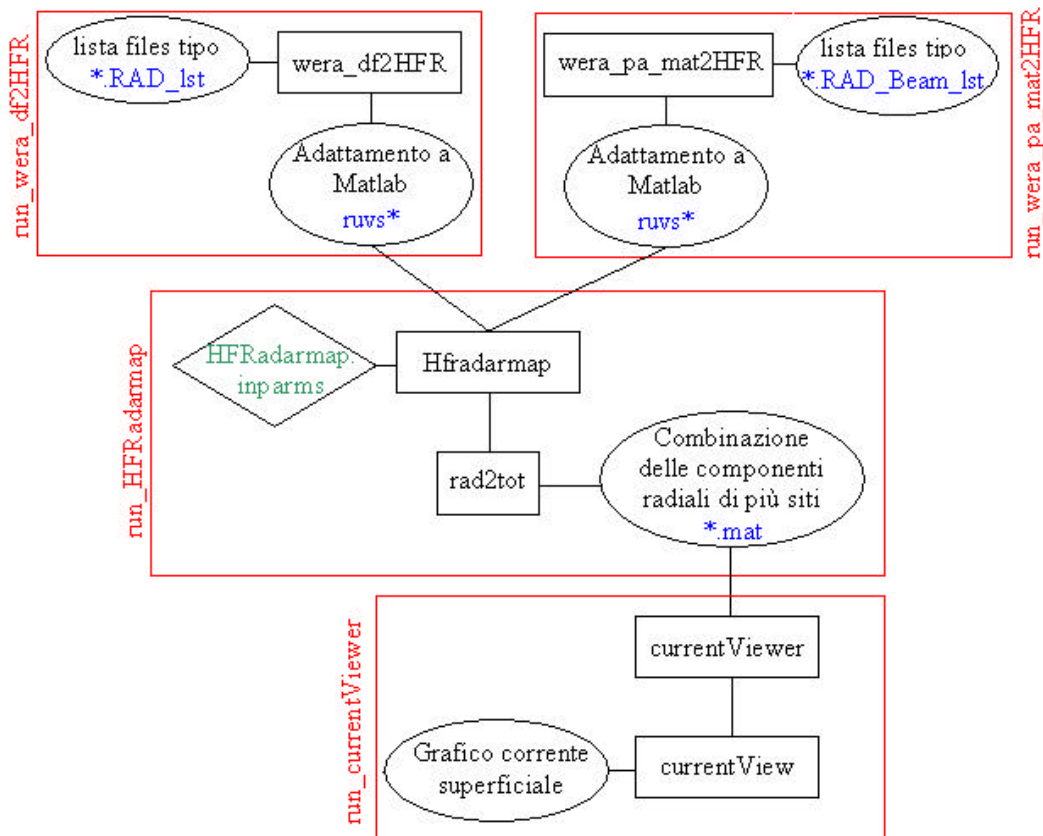 run_wera_df2HFR
lista files tipo
*.RAD_lst
wera_df2HFR
Adattamento a
Matlab
ruvs*
wera_pa_mat2HFR
lista files tipo
*.RAD_Beam_lst
Adattamento a
Matlab
ruvs*
run_wera_pa_mat2HFR
run_HFRadarmap
HFRadarmap.
inparms
Hfradarmap
rad2tot
Combinazione
delle componenti
radiali di più siti
*.mat
run_currentViewer
currentViewer
currentView
Grafico corrente
superficiale